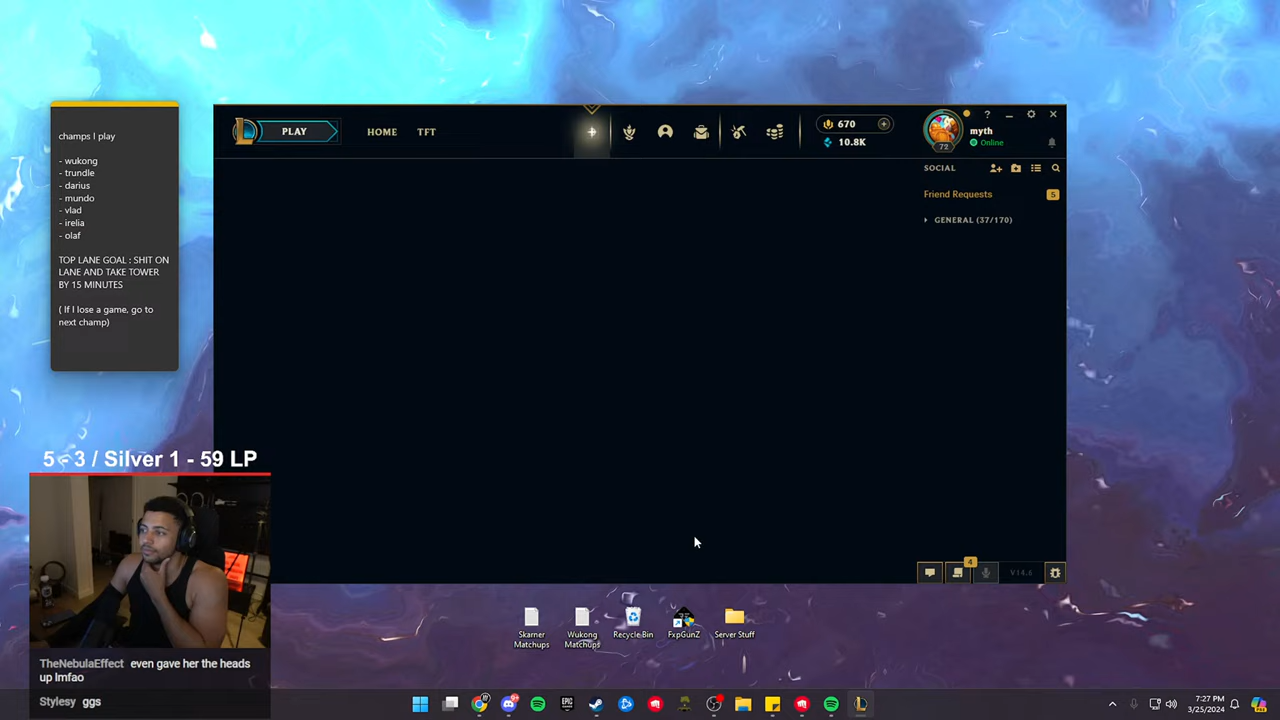 champs I play
- wukong
- trundle
- darius
- mundo
- vlad
- irelia
- olaf
TOP LANE GOAL : SHIT ON
LANE AND TAKE TOWER
BY 15 MINUTES
( If I lose a game, go to
next champ)
PLAY
HOME
TFT
670
10.8K
72
myth
Online
?
SOCIAL
Friend Requests
5
GENERAL (37/170)
4
V14.6
5 - 3 / Silver 1 - 59 LP
TheNebulaEffect even gave her the heads
up lmfao
Stylesy ggs
Skarner
Matchups
Wukong
Matchups
Recycle Bin
FxpGunZ
Server Stuff
7:27 PM
3/25/2024